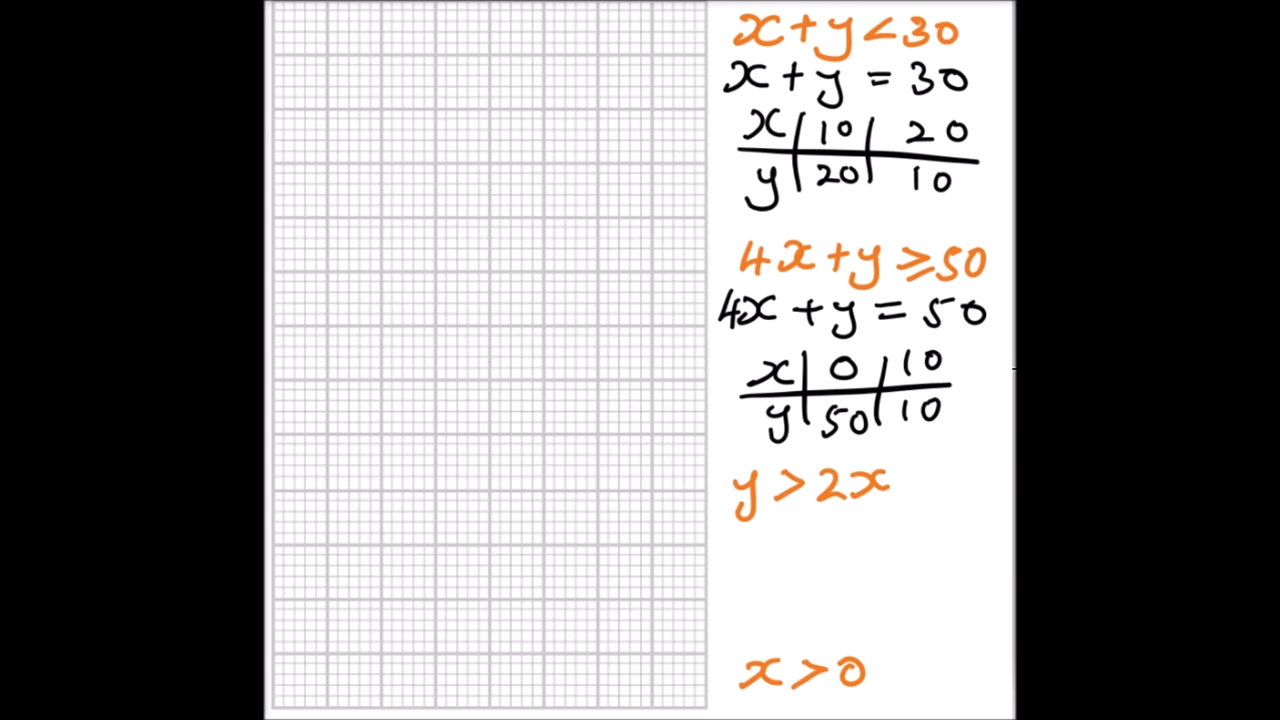 x + y < 30
x + y = 30
x | 10 | 20
y | 20 | 10
4x + y ⩾ 50
4x + y = 50
x | 0 | 10
y | 50 | 10
y > 2x
x > 0